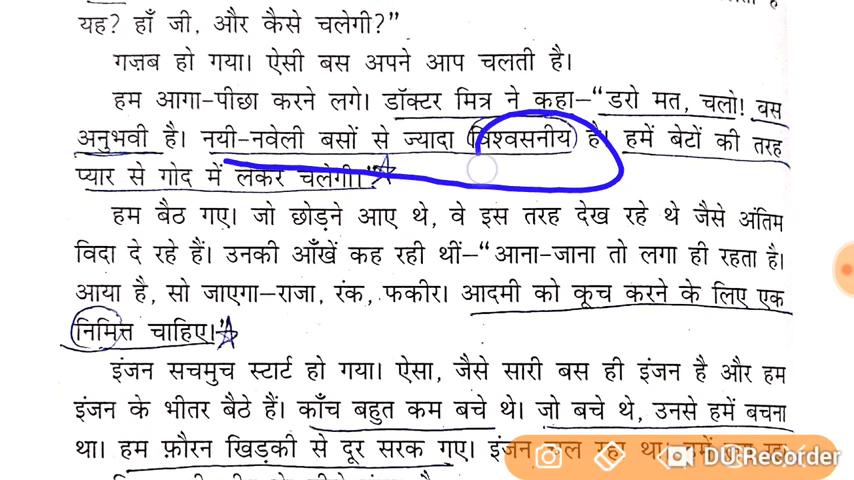 यह? हाँ जी, और कैसे चलेगी?”
गज़ब हो गया। ऐसी बस अपने आप चलती है।
हम आगा-पीछा करने लगे। डॉक्टर मित्र ने कहा–“डरो मत, चलो! बस
अनुभवी है। नयी-नवेली बसों से ज्यादा विश्वसनीय है। हमें बेटों की तरह
प्यार से गोद में लेकर चलेगी।”
हम बैठ गए। जो छोड़ने आए थे, वे इस तरह देख रहे थे जैसे अंतिम
विदा दे रहे हैं। उनकी आँखें कह रही थीं–“आना-जाना तो लगा ही रहता है।
आया है, सो जाएगा–राजा, रंक, फकीर। आदमी को कूच करने के लिए एक
निमित्त चाहिए।”
इंजन सचमुच स्टार्ट हो गया। ऐसा, जैसे सारी बस ही इंजन है और हम
इंजन के भीतर बैठे हैं। काँच बहुत कम बचे थे। जो बचे थे, उनसे हमें बचना
था। हम फ़ौरन खिड़की से दूर सरक गए। इंजन चल रहा था। हमें
DU Recorder